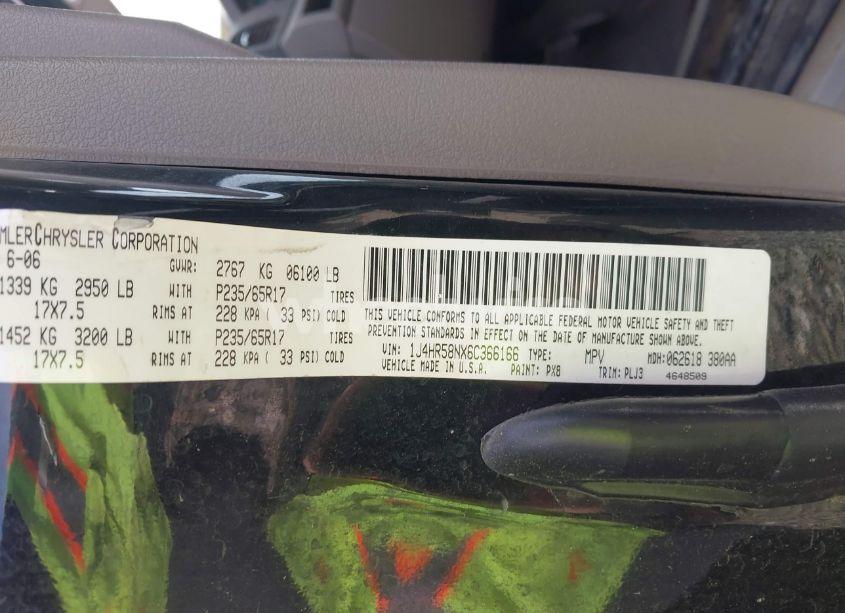 MLERCHRYSLER CORPORATION
6-06
GVWR: 2767 KG 06100 LB
1339 KG 2950 LB WITH P235/65R17 TIRES
17X7.5 RIMS AT 228 KPA ( 33 PSI) COLD
1452 KG 3200 LB WITH P235/65R17 TIRES
17X7.5 RIMS AT 228 KPA ( 33 PSI) COLD
THIS VEHICLE CONFORMS TO ALL APPLICABLE FEDERAL MOTOR VEHICLE SAFETY AND THEFT
PREVENTION STANDARDS IN EFFECT ON THE DATE OF MANUFACTURE SHOWN ABOVE.
VIN: 1J4HR58NX6C366166 TYPE: MPV MDH:062618 380AA
VEHICLE MADE IN U.S.A. PAINT: PX8 TRIM: PLJ3 4648509